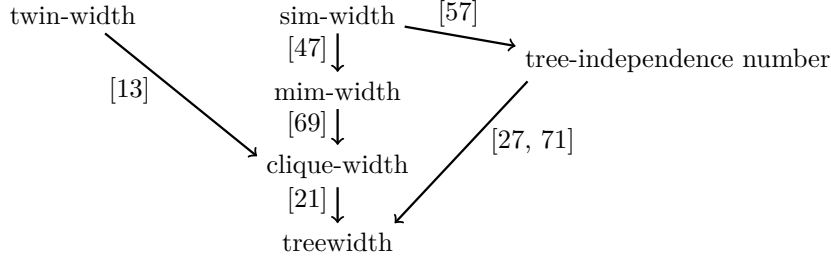 twin-width
sim-width
[57]
[47]
tree-independence number
[13]
mim-width
[69]
[27, 71]
clique-width
[21]
treewidth